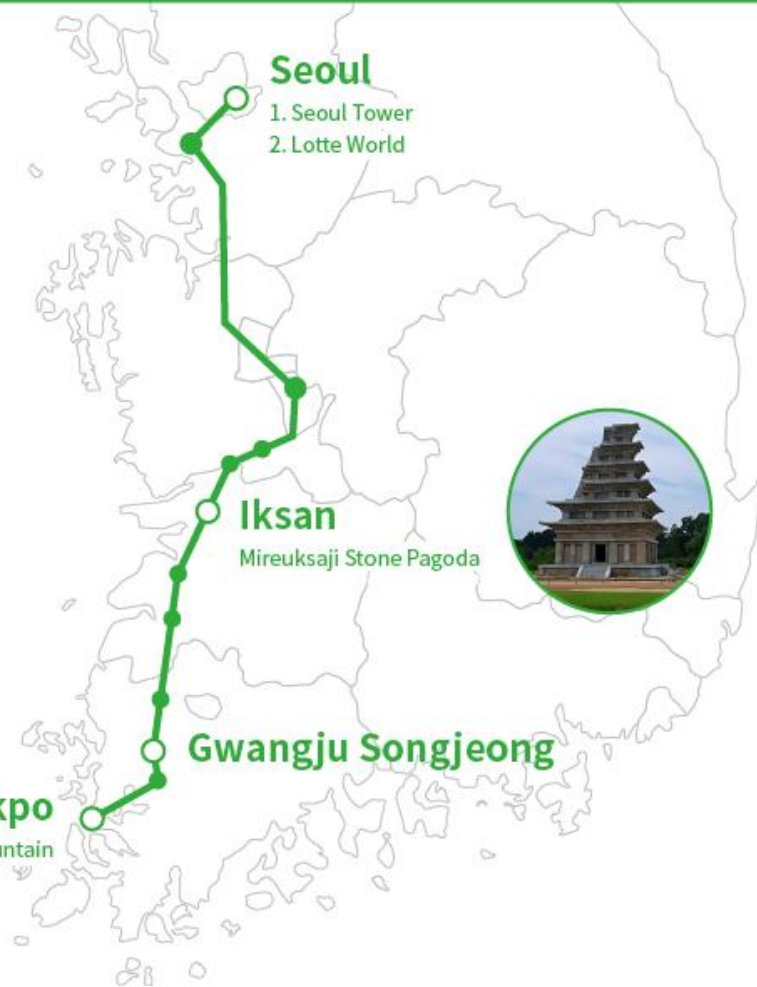 Seoul
1. Seoul Tower
2. Lotte World
Iksan
Mireuksaji Stone Pagoda
Gwangju Songjeong
kpo
untain